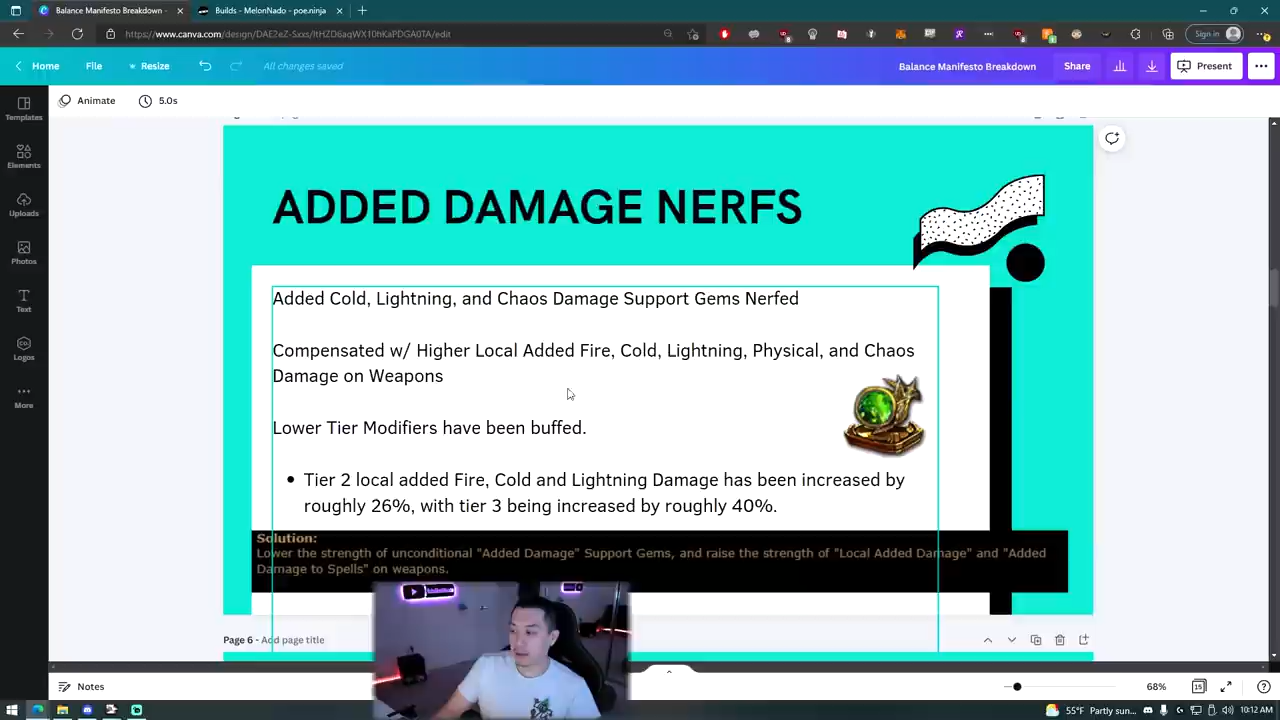 Balance Manifesto Breakdown -
Builds - MelonNado - poe.ninja
https://www.canva.com/design/
Sign in
Home
File
Resize
All changes saved
Balance Manifesto Breakdown
Share
Present
Templates
Elements
Uploads
Photos
Text
Logos
More
Animate
5.0s
ADDED DAMAGE NERFS
Added Cold, Lightning, and Chaos Damage Support Gems Nerfed
Compensated w/ Higher Local Added Fire, Cold, Lightning, Physical, and Chaos
Damage on Weapons
Lower Tier Modifiers have been buffed.
• Tier 2 local added Fire, Cold and Lightning Damage has been increased by
roughly 26%, with tier 3 being increased by roughly 40%.
Solution:
Lower the strength of unconditional "Added Damage" Support Gems, and raise the strength of "Local Added Damage" and "Added
Damage to Spells" on weapons.
Page 6 - Add page title
Notes
68%
15
55°F Partly sun...
10:12 AM